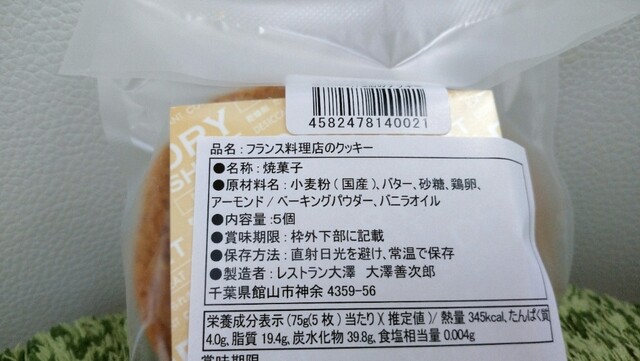 4582478140021
品名：フランス料理店のクッキー
●名称：焼菓子
●原材料名：小麦粉（国産）、バター、砂糖、鶏卵、
アーモンド / ベーキングパウダー、バニラオイル
●内容量：5個
●賞味期限：枠外下部に記載
●保存方法：直射日光を避け、常温で保存
●製造者：レストラン大澤　大澤善次郎
千葉県館山市神余 4359-56
栄養成分表示（75g(5 枚）当たり）（推定値）/ 熱量 345kcal、たんぱく質
4.0g、脂質 19.4g、炭水化物 39.8g、食塩相当量 0.004g
賞味期限